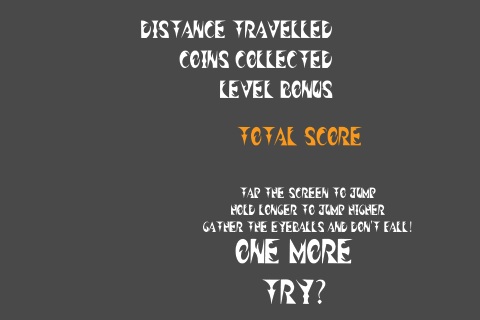 DISTANCE TRAVELLED
COINS COLLECTED
LEVEL BONUS
TOTAL SCORE
TAP THE SCREEN TO JUMP
HOLD LONGER TO JUMP HIGHER
GATHER THE EYEBALLS AND DON'T FALL!
ONE MORE
TRY?